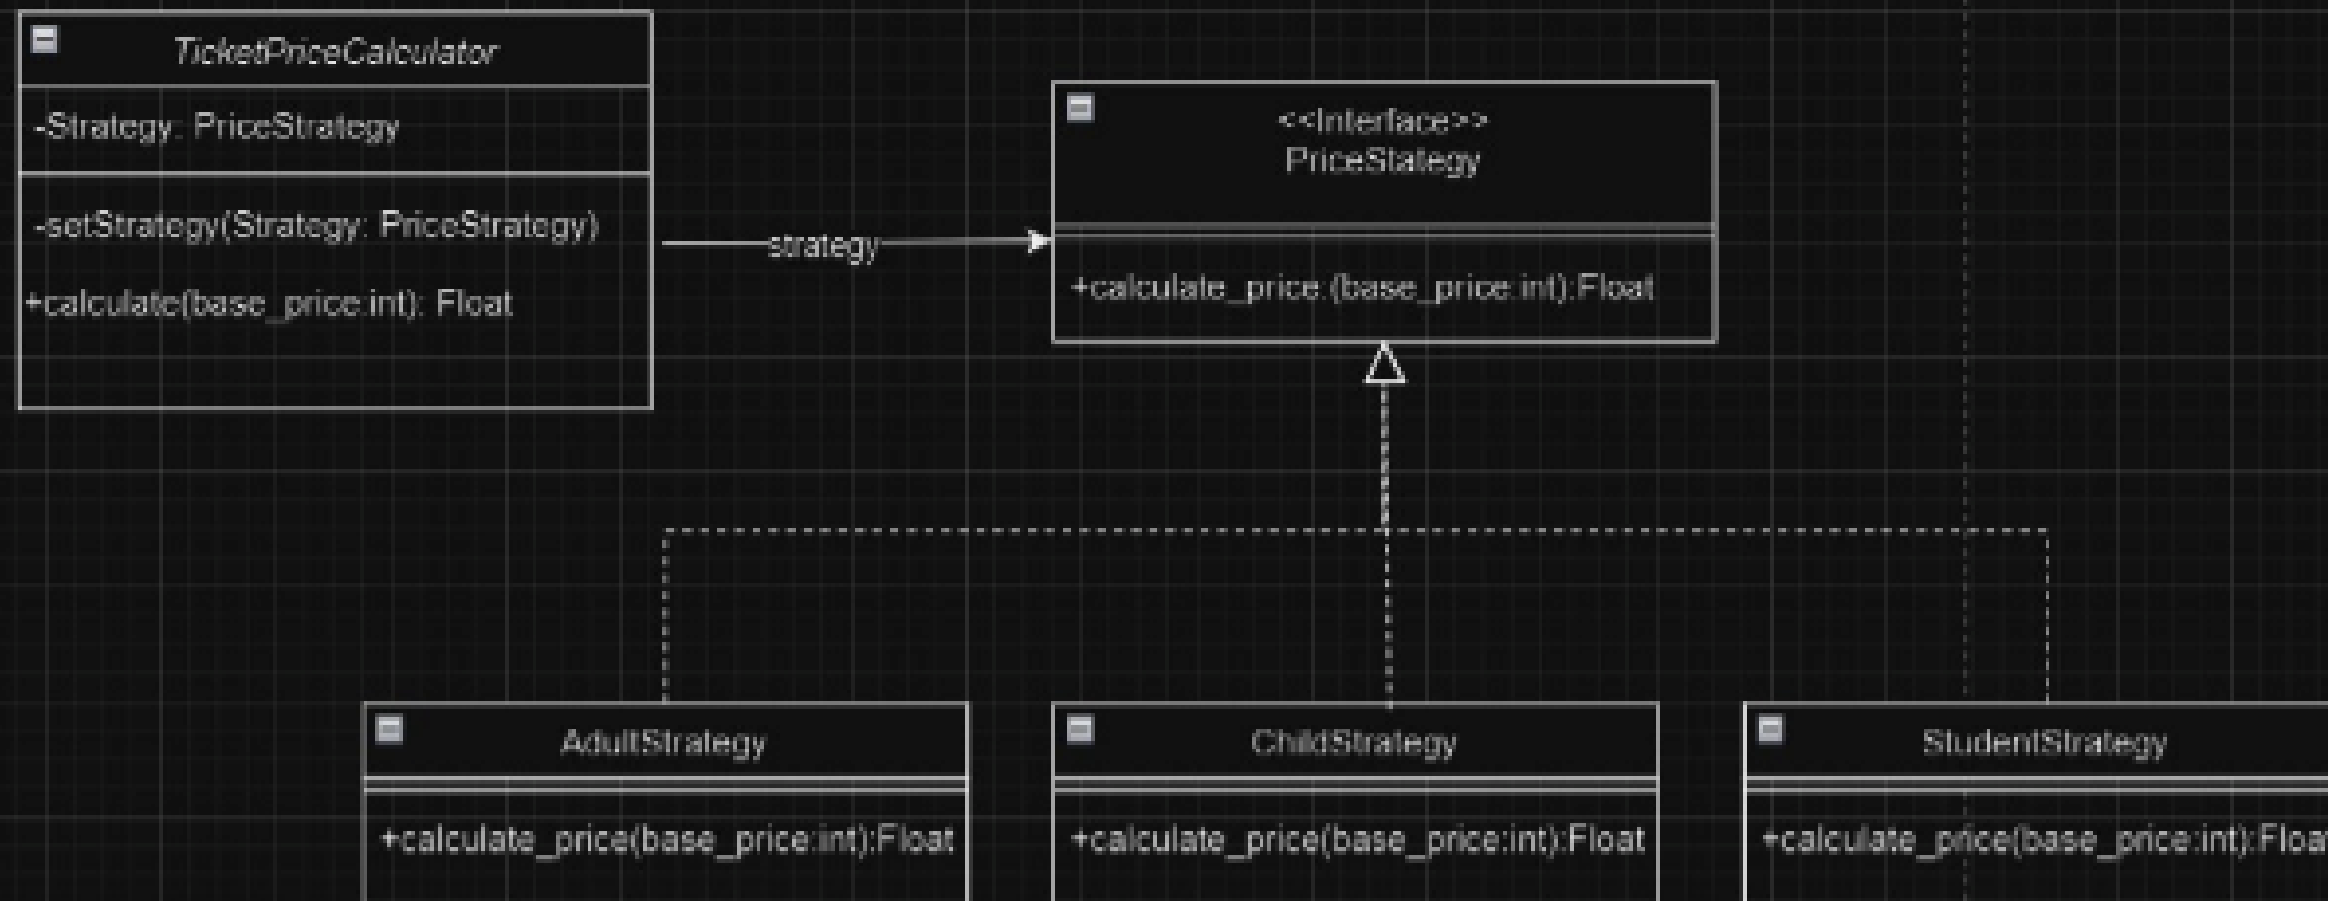 TicketPriceCalculator
-Strategy: PriceStrategy
-setStrategy(Strategy: PriceStrategy)
+calculate(base_price:int): Float
strategy
<<Interface>>
PriceStategy
+calculate_price:(base_price:int):Float
AdultStrategy
+calculate_price(base_price:int):Float
ChildStrategy
+calculate_price(base_price:int):Float
StudentStrategy
+calculate_price(base_price:int):Float